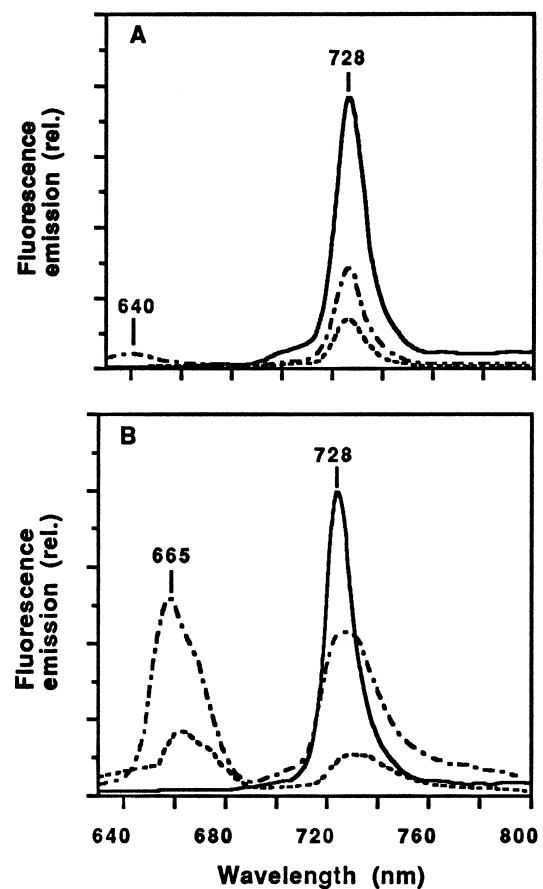 A
728
640
Fluorescence
emission (rel.)
B
728
665
Fluorescence
emission (rel.)
640 680 720 760 800
Wavelength (nm)